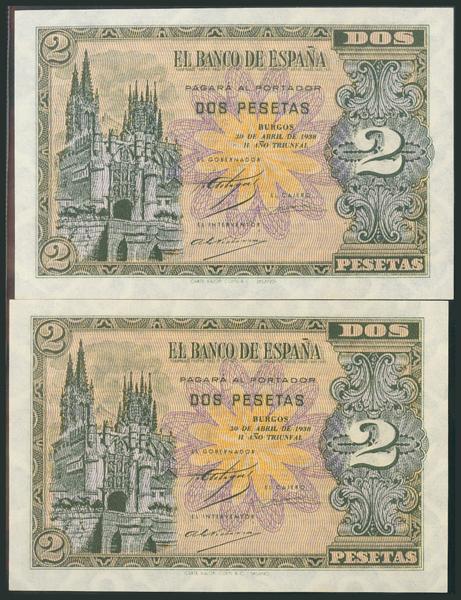 2
DOS
EL BANCO DE ESPAÑA
PAGARÁ AL PORTADOR
DOS PESETAS
BURGOS
30 DE ABRIL DE 1938
II AÑO TRIUNFAL
EL GOBERNADOR
2
EL CAJERO
EL INTERVENTOR
2
PESETAS
2
DOS
EL BANCO DE ESPAÑA
PAGARÁ AL PORTADOR
DOS PESETAS
BURGOS
30 DE ABRIL DE 1938
II AÑO TRIUNFAL
EL GOBERNADOR
2
EL CAJERO
EL INTERVENTOR
2
PESETAS